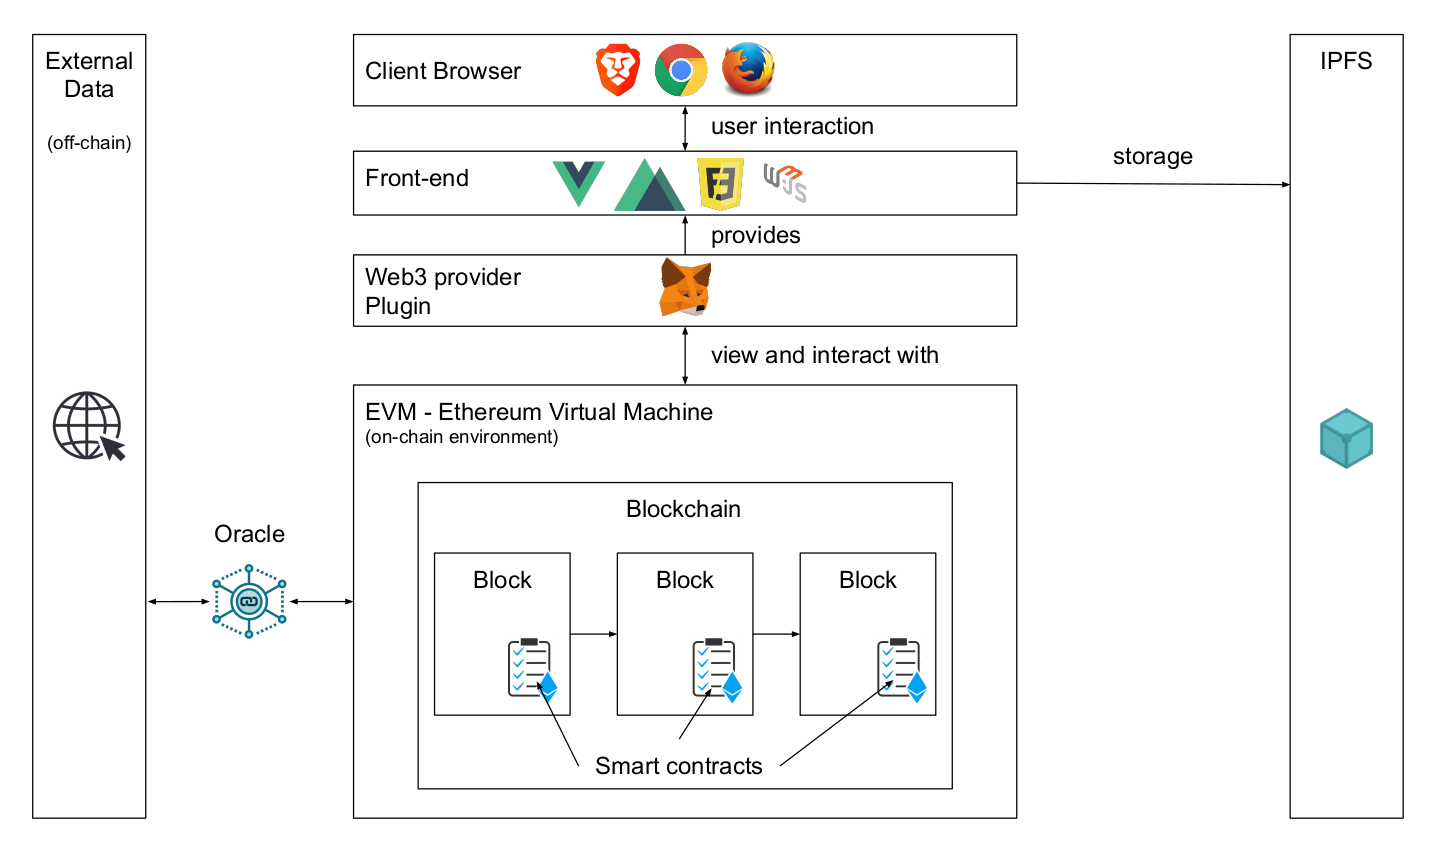 External
Data
(off-chain)
Client Browser
user interaction
Front-end
storage
IPFS
provides
Web3 provider
Plugin
view and interact with
EVM - Ethereum Virtual Machine
(on-chain environment)
Oracle
Blockchain
Block
Block
Block
Smart contracts